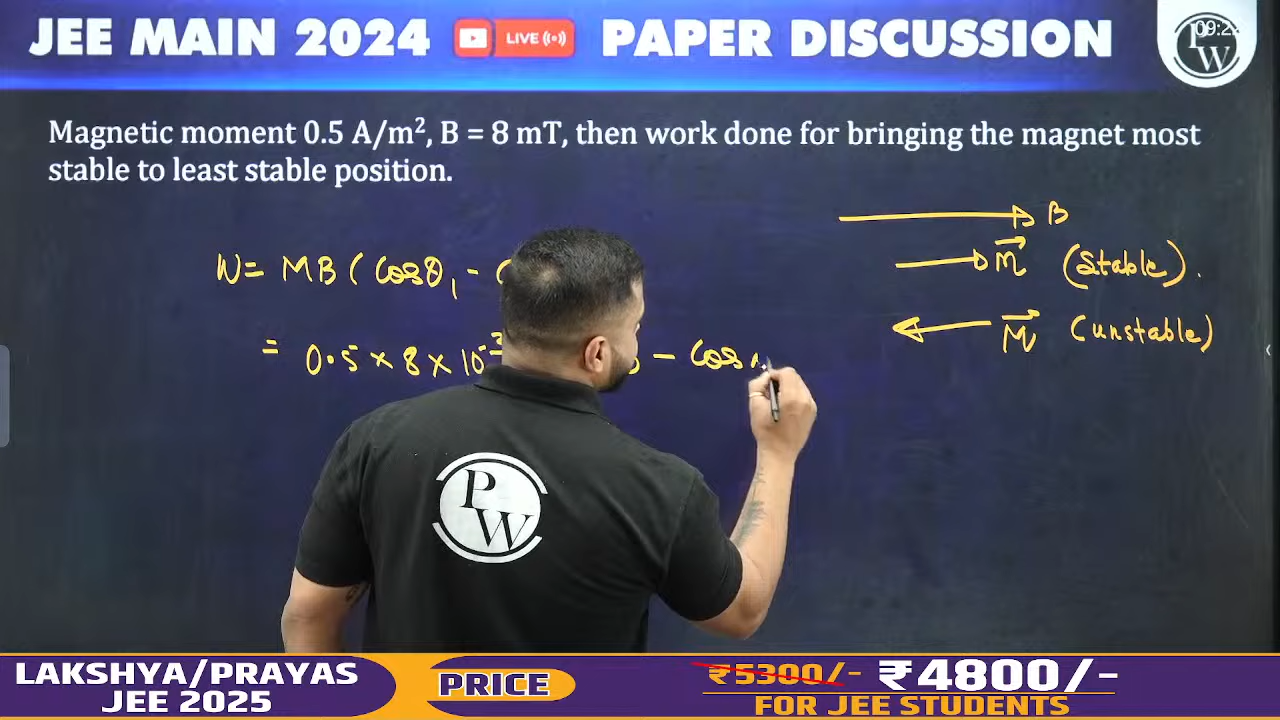 JEE MAIN 2024 LIVE PAPER DISCUSSION
PW
Magnetic moment 0.5 A/m², B = 8 mT, then work done for bringing the magnet most
stable to least stable position.
B
W = MB ( cosθ₁ -
M (stable).
= 0.5 × 8 × 10⁻³ - cos
M (unstable)
PW
LAKSHYA/PRAYAS
JEE 2025
PRICE
₹5300/- ₹4800/-
FOR JEE STUDENTS